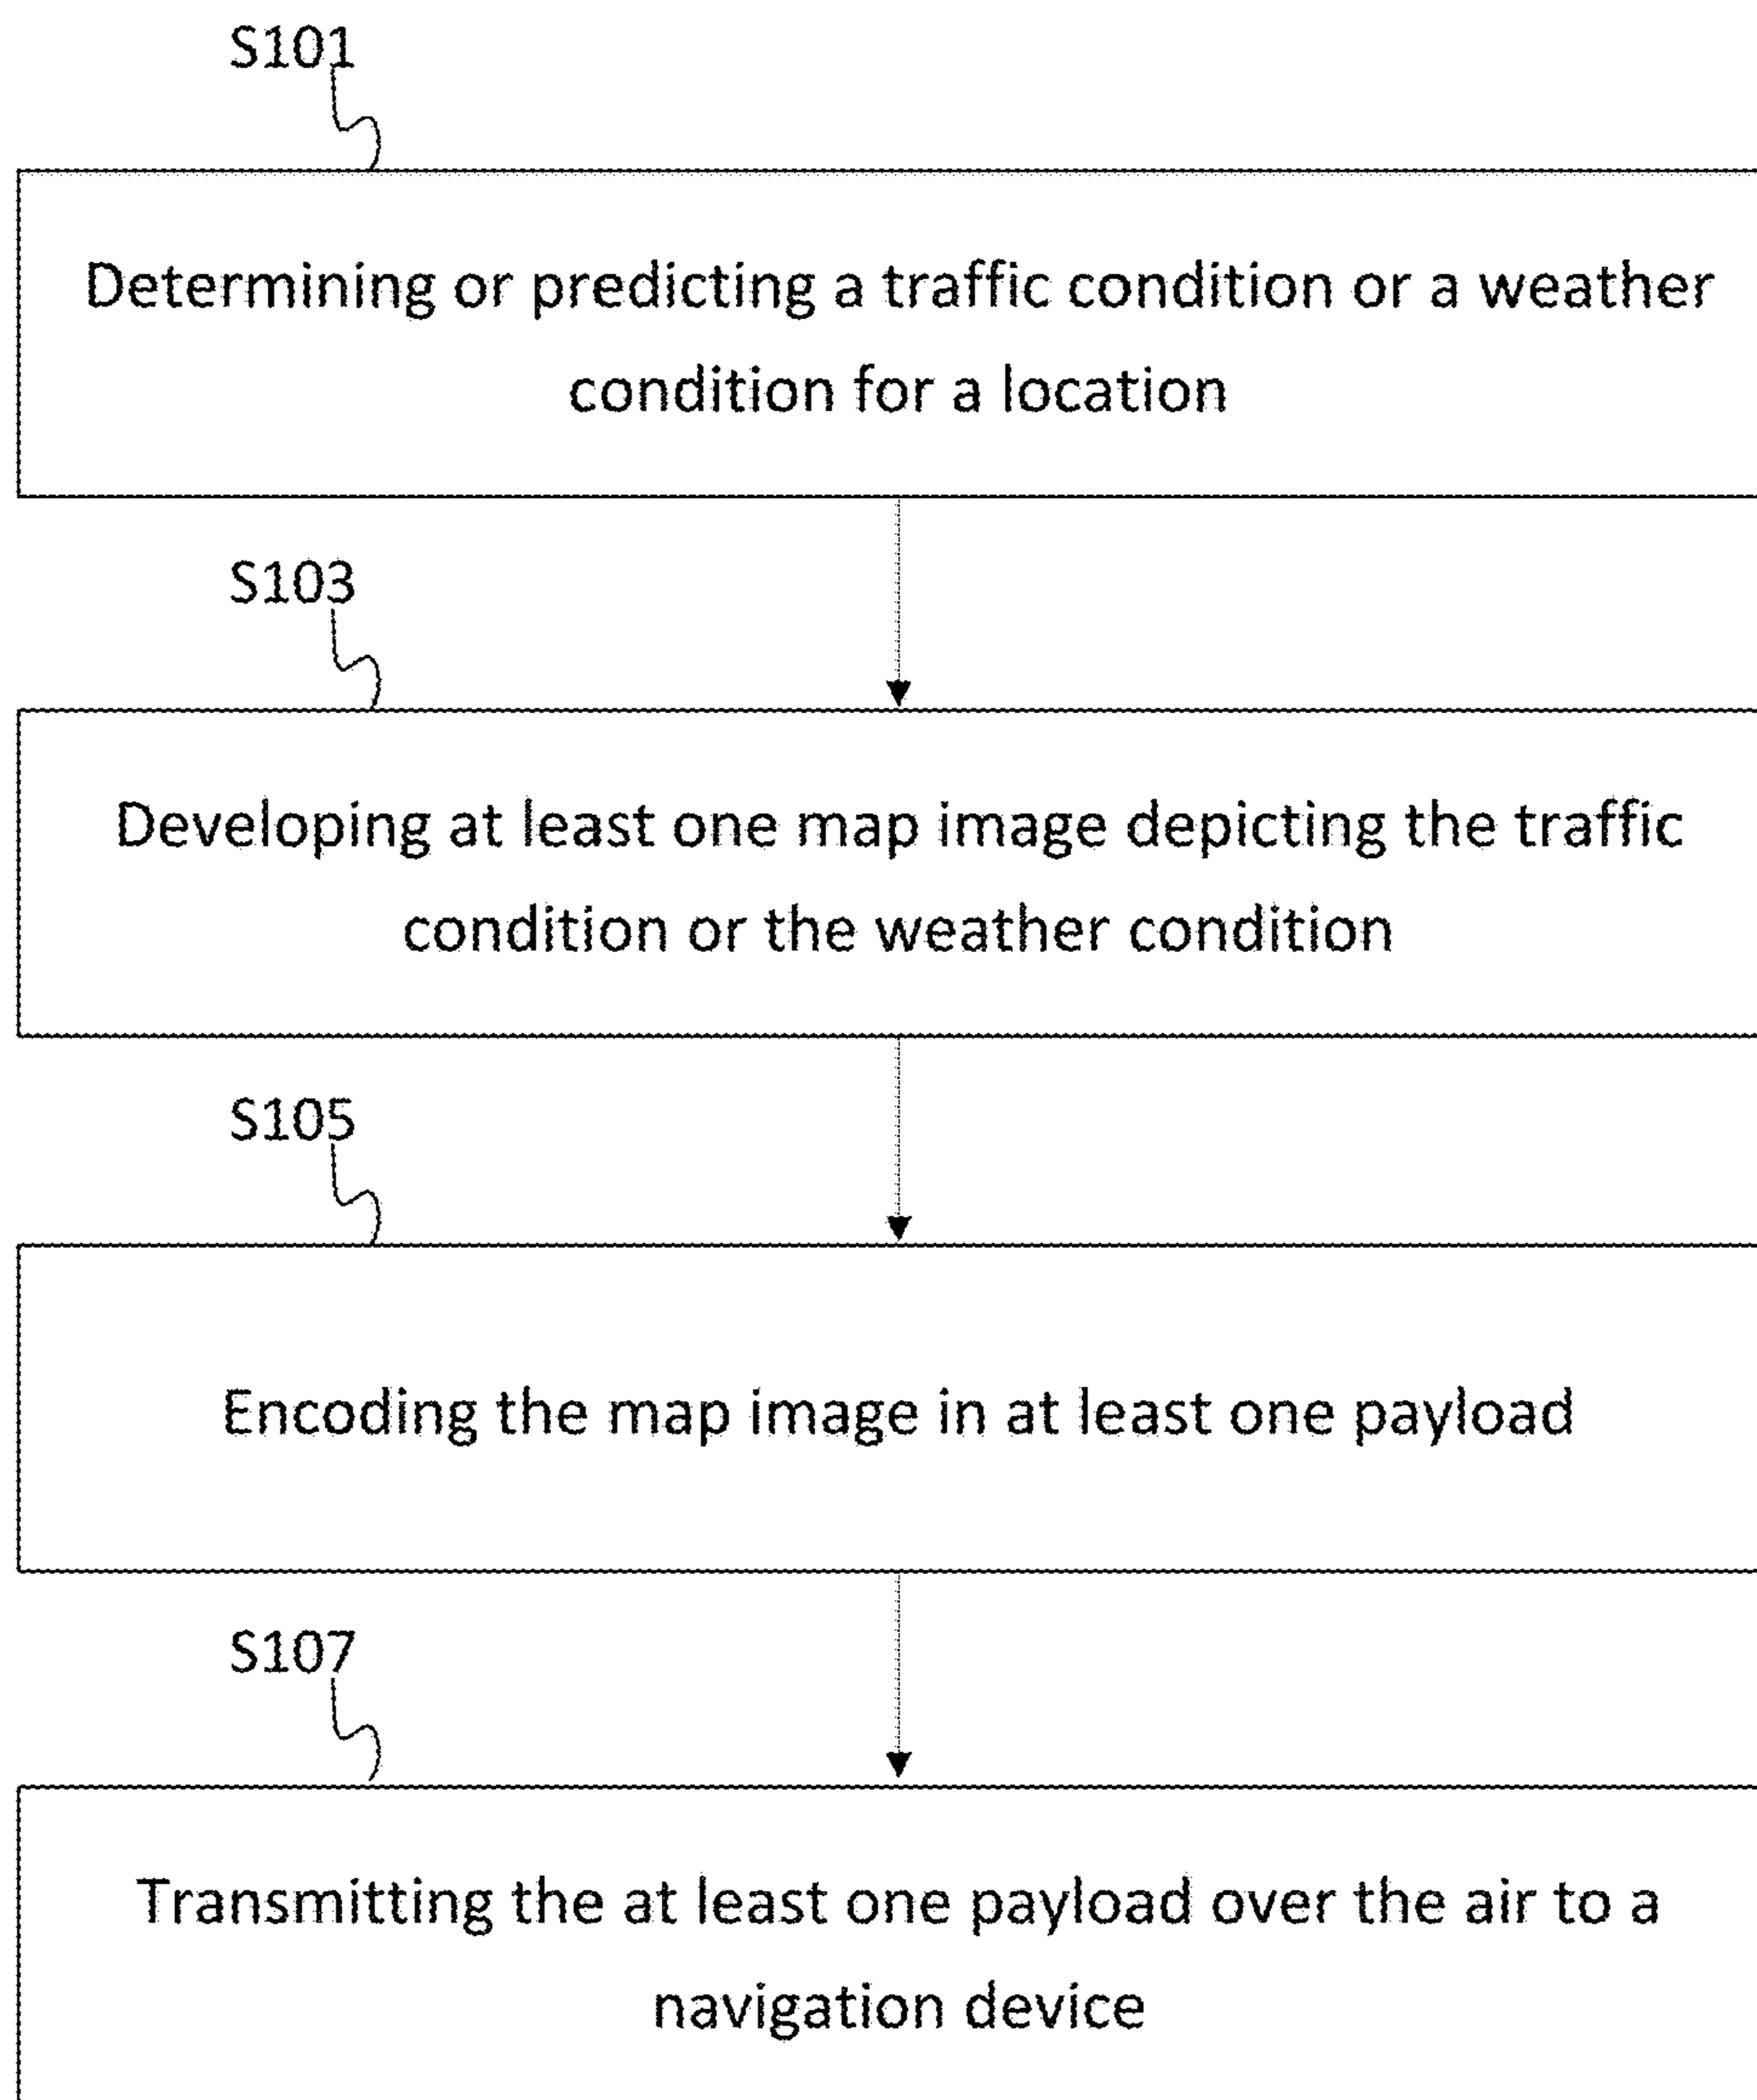 S101
Determining or predicting a traffic condition or a weather
condition for a location
S103
Developing at least one map image depicting the traffic
condition or the weather condition
S105
Encoding the map image in at least one payload
S107
Transmitting the at least one payload over the air to a
navigation device